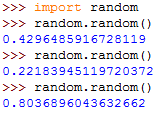 >>> import random
>>> random.random()
0.4296485916728119
>>> random.random()
0.22183945119720372
>>> random.random()
0.8036896043632662